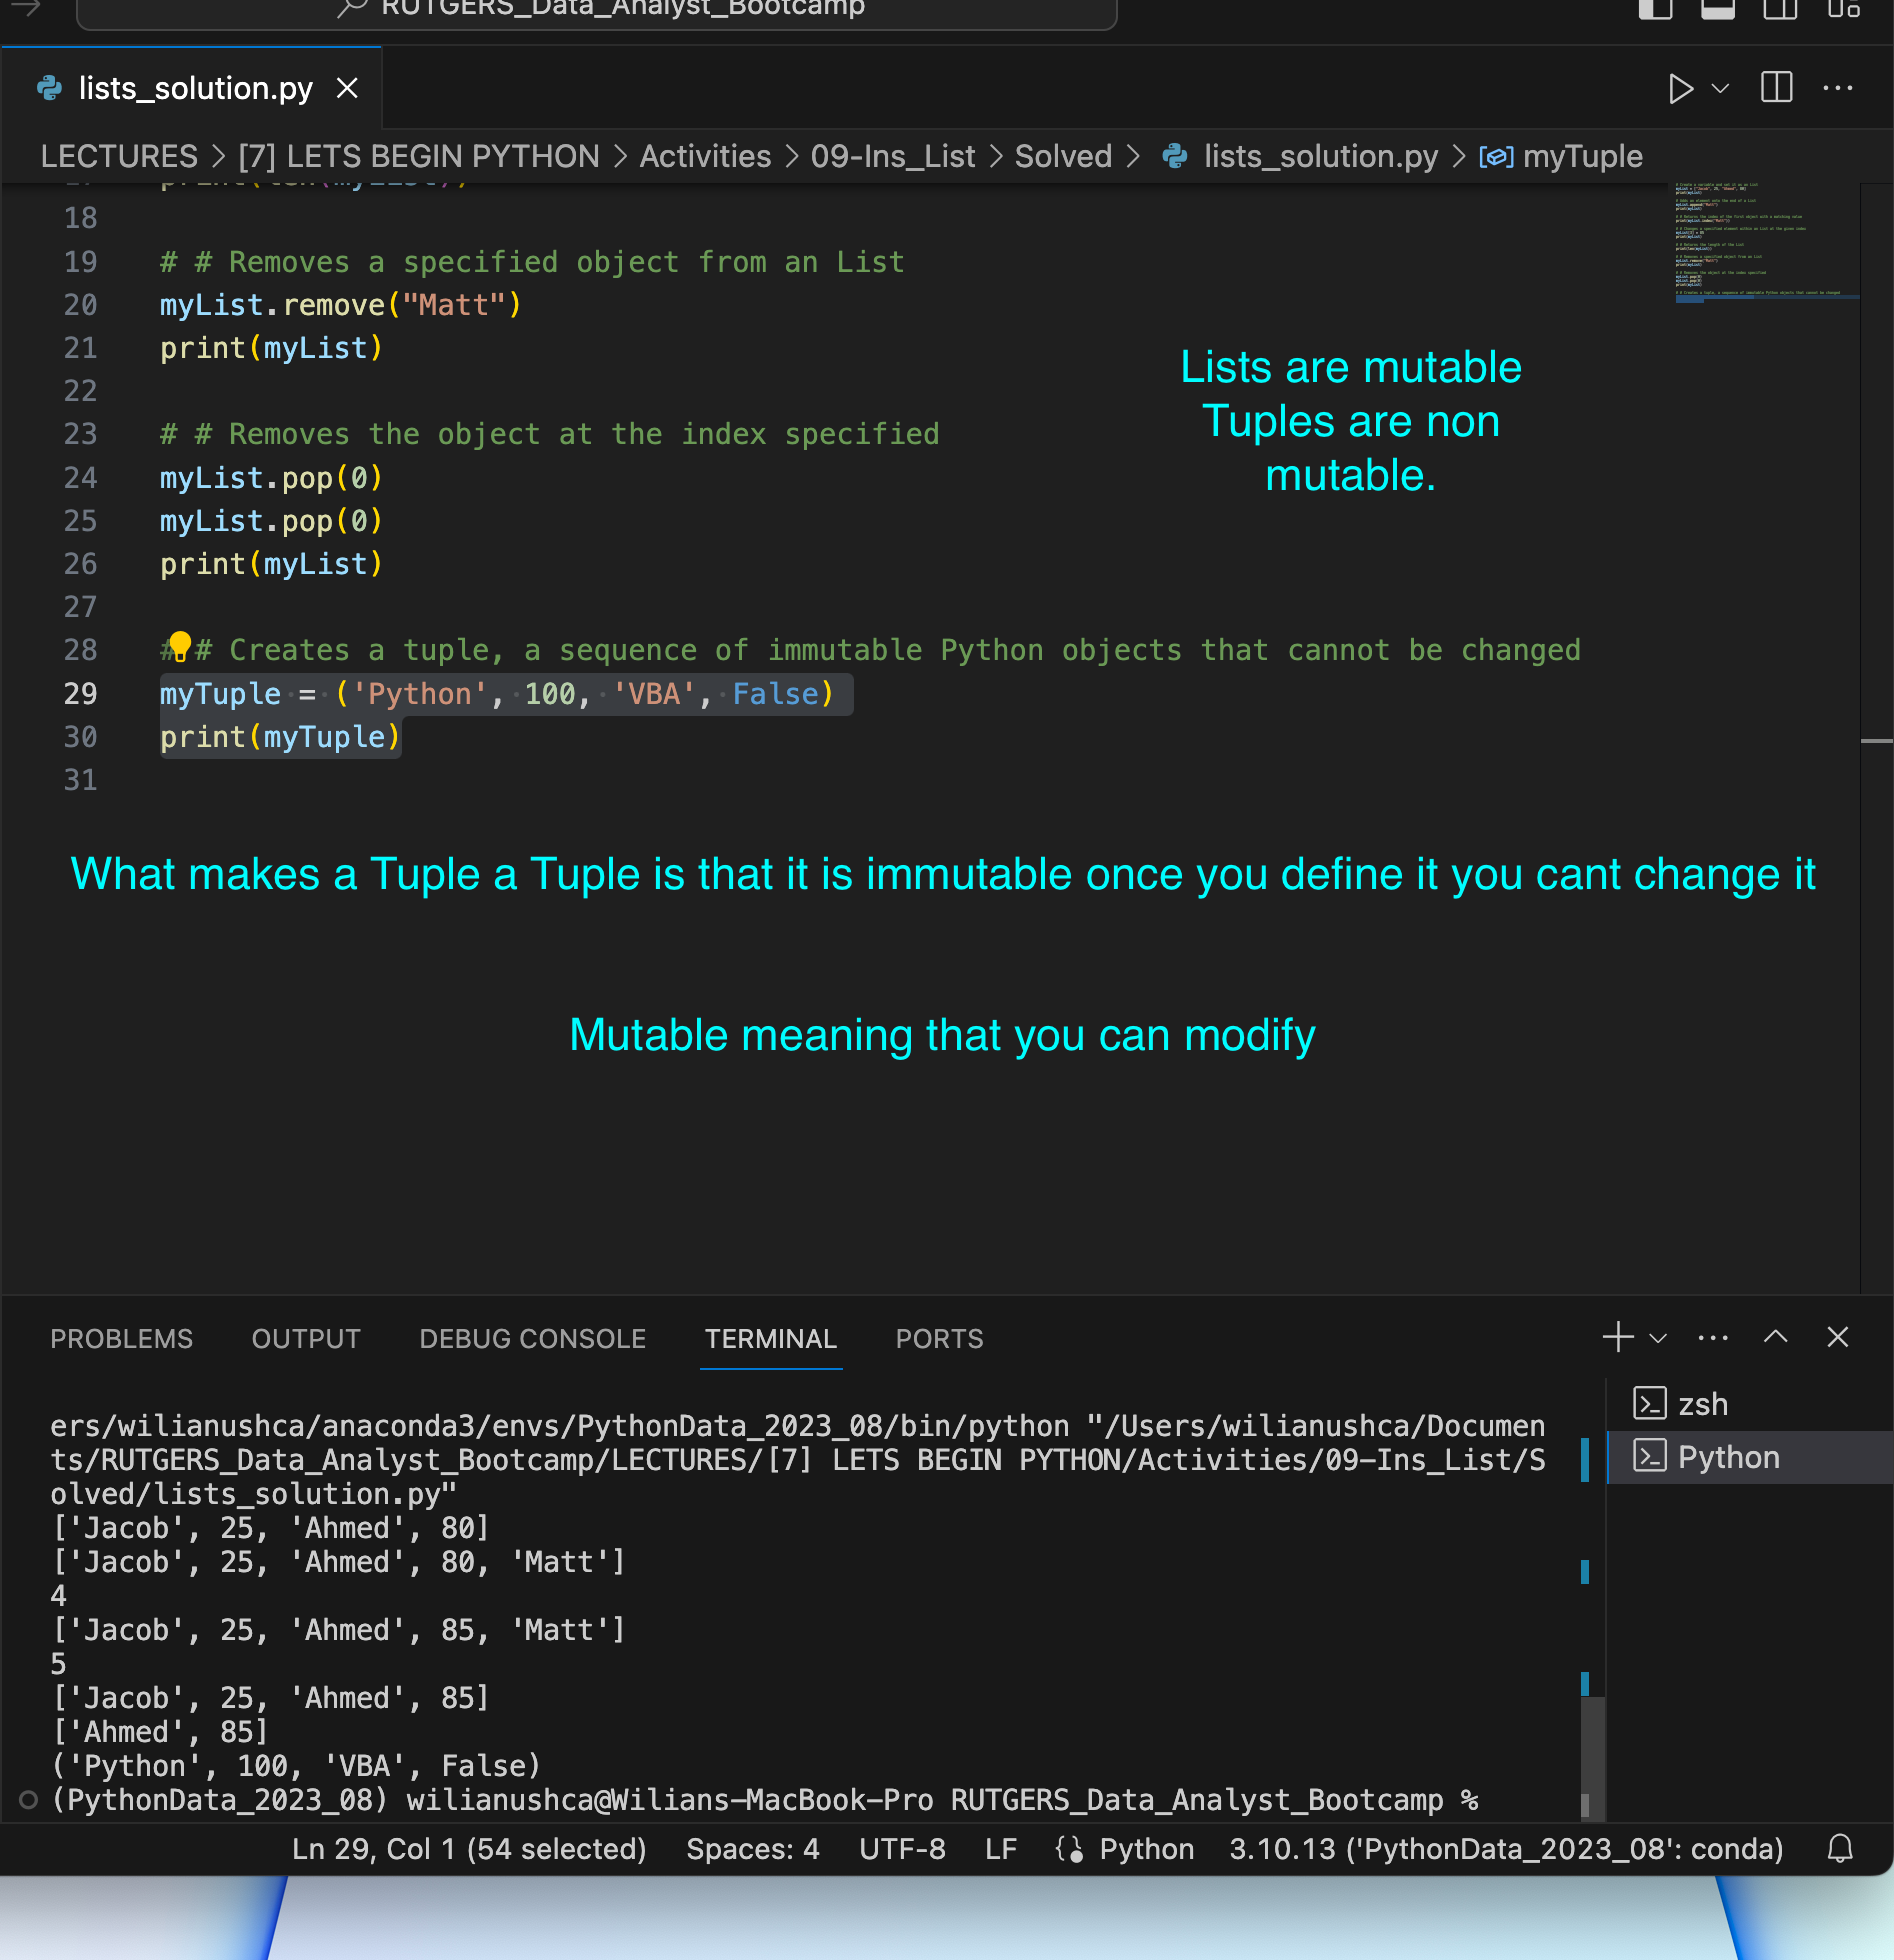 RUTGERS_Data_Analyst_Bootcamp
lists_solution.py
LECTURES > [7] LETS BEGIN PYTHON > Activities > 09-Ins_List > Solved > lists_solution.py > myTuple
18
19 # # Removes a specified object from an List
20 myList.remove("Matt")
21 print(myList)
22
23 # # Removes the object at the index specified
24 myList.pop(0)
25 myList.pop(0)
26 print(myList)
27
28 # # Creates a tuple, a sequence of immutable Python objects that cannot be changed
29 myTuple = ('Python', 100, 'VBA', False)
30 print(myTuple)
31
Lists are mutable
Tuples are non
mutable.
What makes a Tuple a Tuple is that it is immutable once you define it you cant change it
Mutable meaning that you can modify
PROBLEMS OUTPUT DEBUG CONSOLE TERMINAL PORTS
zsh
Python
ers/wilianushca/anaconda3/envs/PythonData_2023_08/bin/python "/Users/wilianushca/Documen
ts/RUTGERS_Data_Analyst_Bootcamp/LECTURES/[7] LETS BEGIN PYTHON/Activities/09-Ins_List/S
olved/lists_solution.py"
['Jacob', 25, 'Ahmed', 80]
['Jacob', 25, 'Ahmed', 80, 'Matt']
4
['Jacob', 25, 'Ahmed', 85, 'Matt']
5
['Jacob', 25, 'Ahmed', 85]
['Ahmed', 85]
('Python', 100, 'VBA', False)
(PythonData_2023_08) wilianushca@Wilians-MacBook-Pro RUTGERS_Data_Analyst_Bootcamp %
Ln 29, Col 1 (54 selected) Spaces: 4 UTF-8 LF Python 3.10.13 ('PythonData_2023_08': conda)